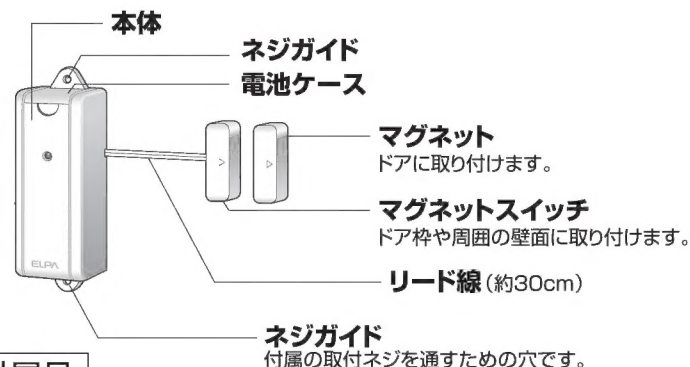 本体
ネジガイド
電池ケース
マグネット
ドアに取り付けます。
マグネットスイッチ
ドア枠や周囲の壁面に取り付けます。
リード線(約30cm)
ELPA
ネジガイド
付属の取付ネジを通すための穴です。